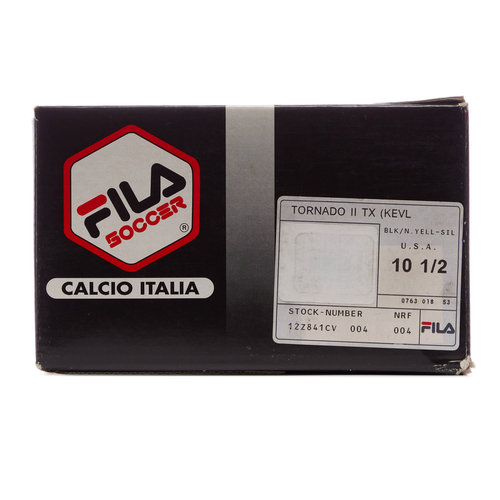 FILA
SOCCER
®
CALCIO ITALIA
TORNADO II TX (KEVL
BLK/N.YELL-SIL
U.S.A.
10 1/2
0763 018 53
STOCK-NUMBER NRF
12Z841CV 004 004
FILA